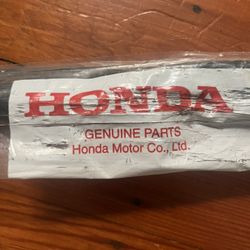 HONDA
GENUINE PARTS
Honda Motor Co., Ltd.